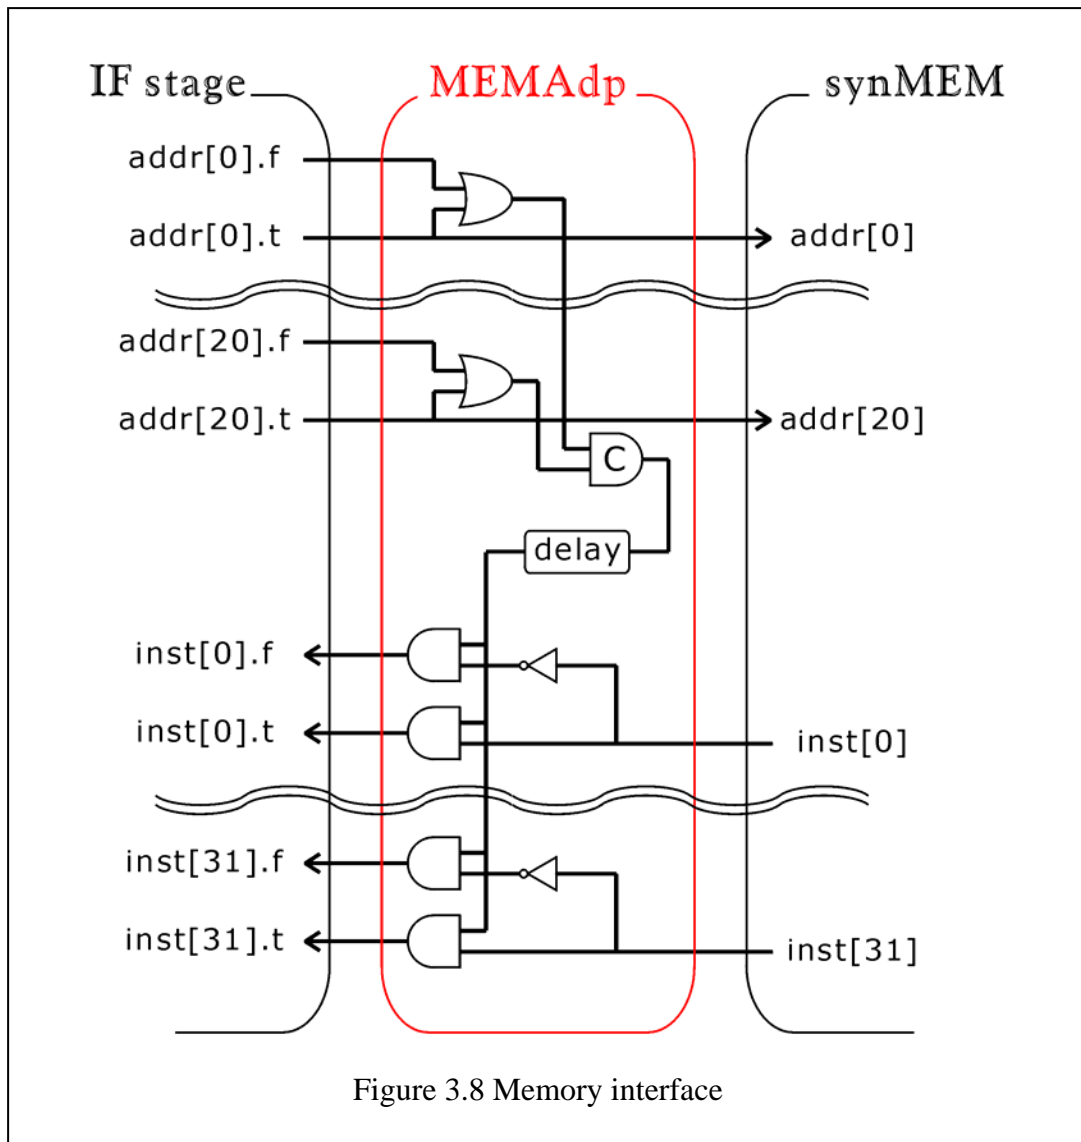 IF stage MEMAdp synMEM
addr[0].f
addr[0].t addr[0]
addr[20].f
addr[20].t addr[20]
C
delay
inst[0].f
inst[0].t inst[0]
inst[31].f
inst[31].t inst[31]
Figure 3.8 Memory interface